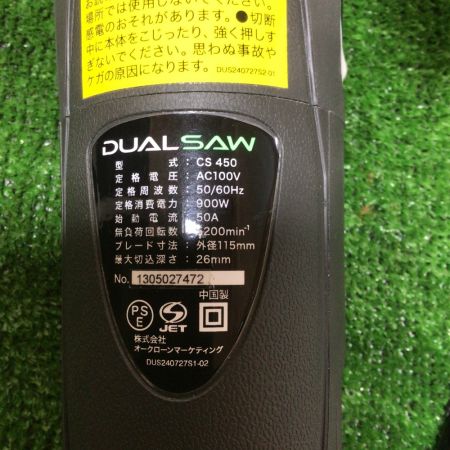 場所では使用しないでください。
感電のおそれがあります。●切断
中に本体をこじったり、強く押しす
ぎないでください。思わぬ事故や
ケガの原因になります。
DUS240727S2-01
DUALSAW
型 式 : CS 450
定格電圧 : AC100V
定格周波数 : 50/60Hz
定格消費電力 : 900W
始動電流 : 50A
無負荷回転数 : 200min-1
ブレード寸法 : 外径115mm
最大切込深さ : 26mm
No. 1305027472
中国製
PS
E
S
JET
株式会社
オークローンマーケティング
DUS240727S1-02